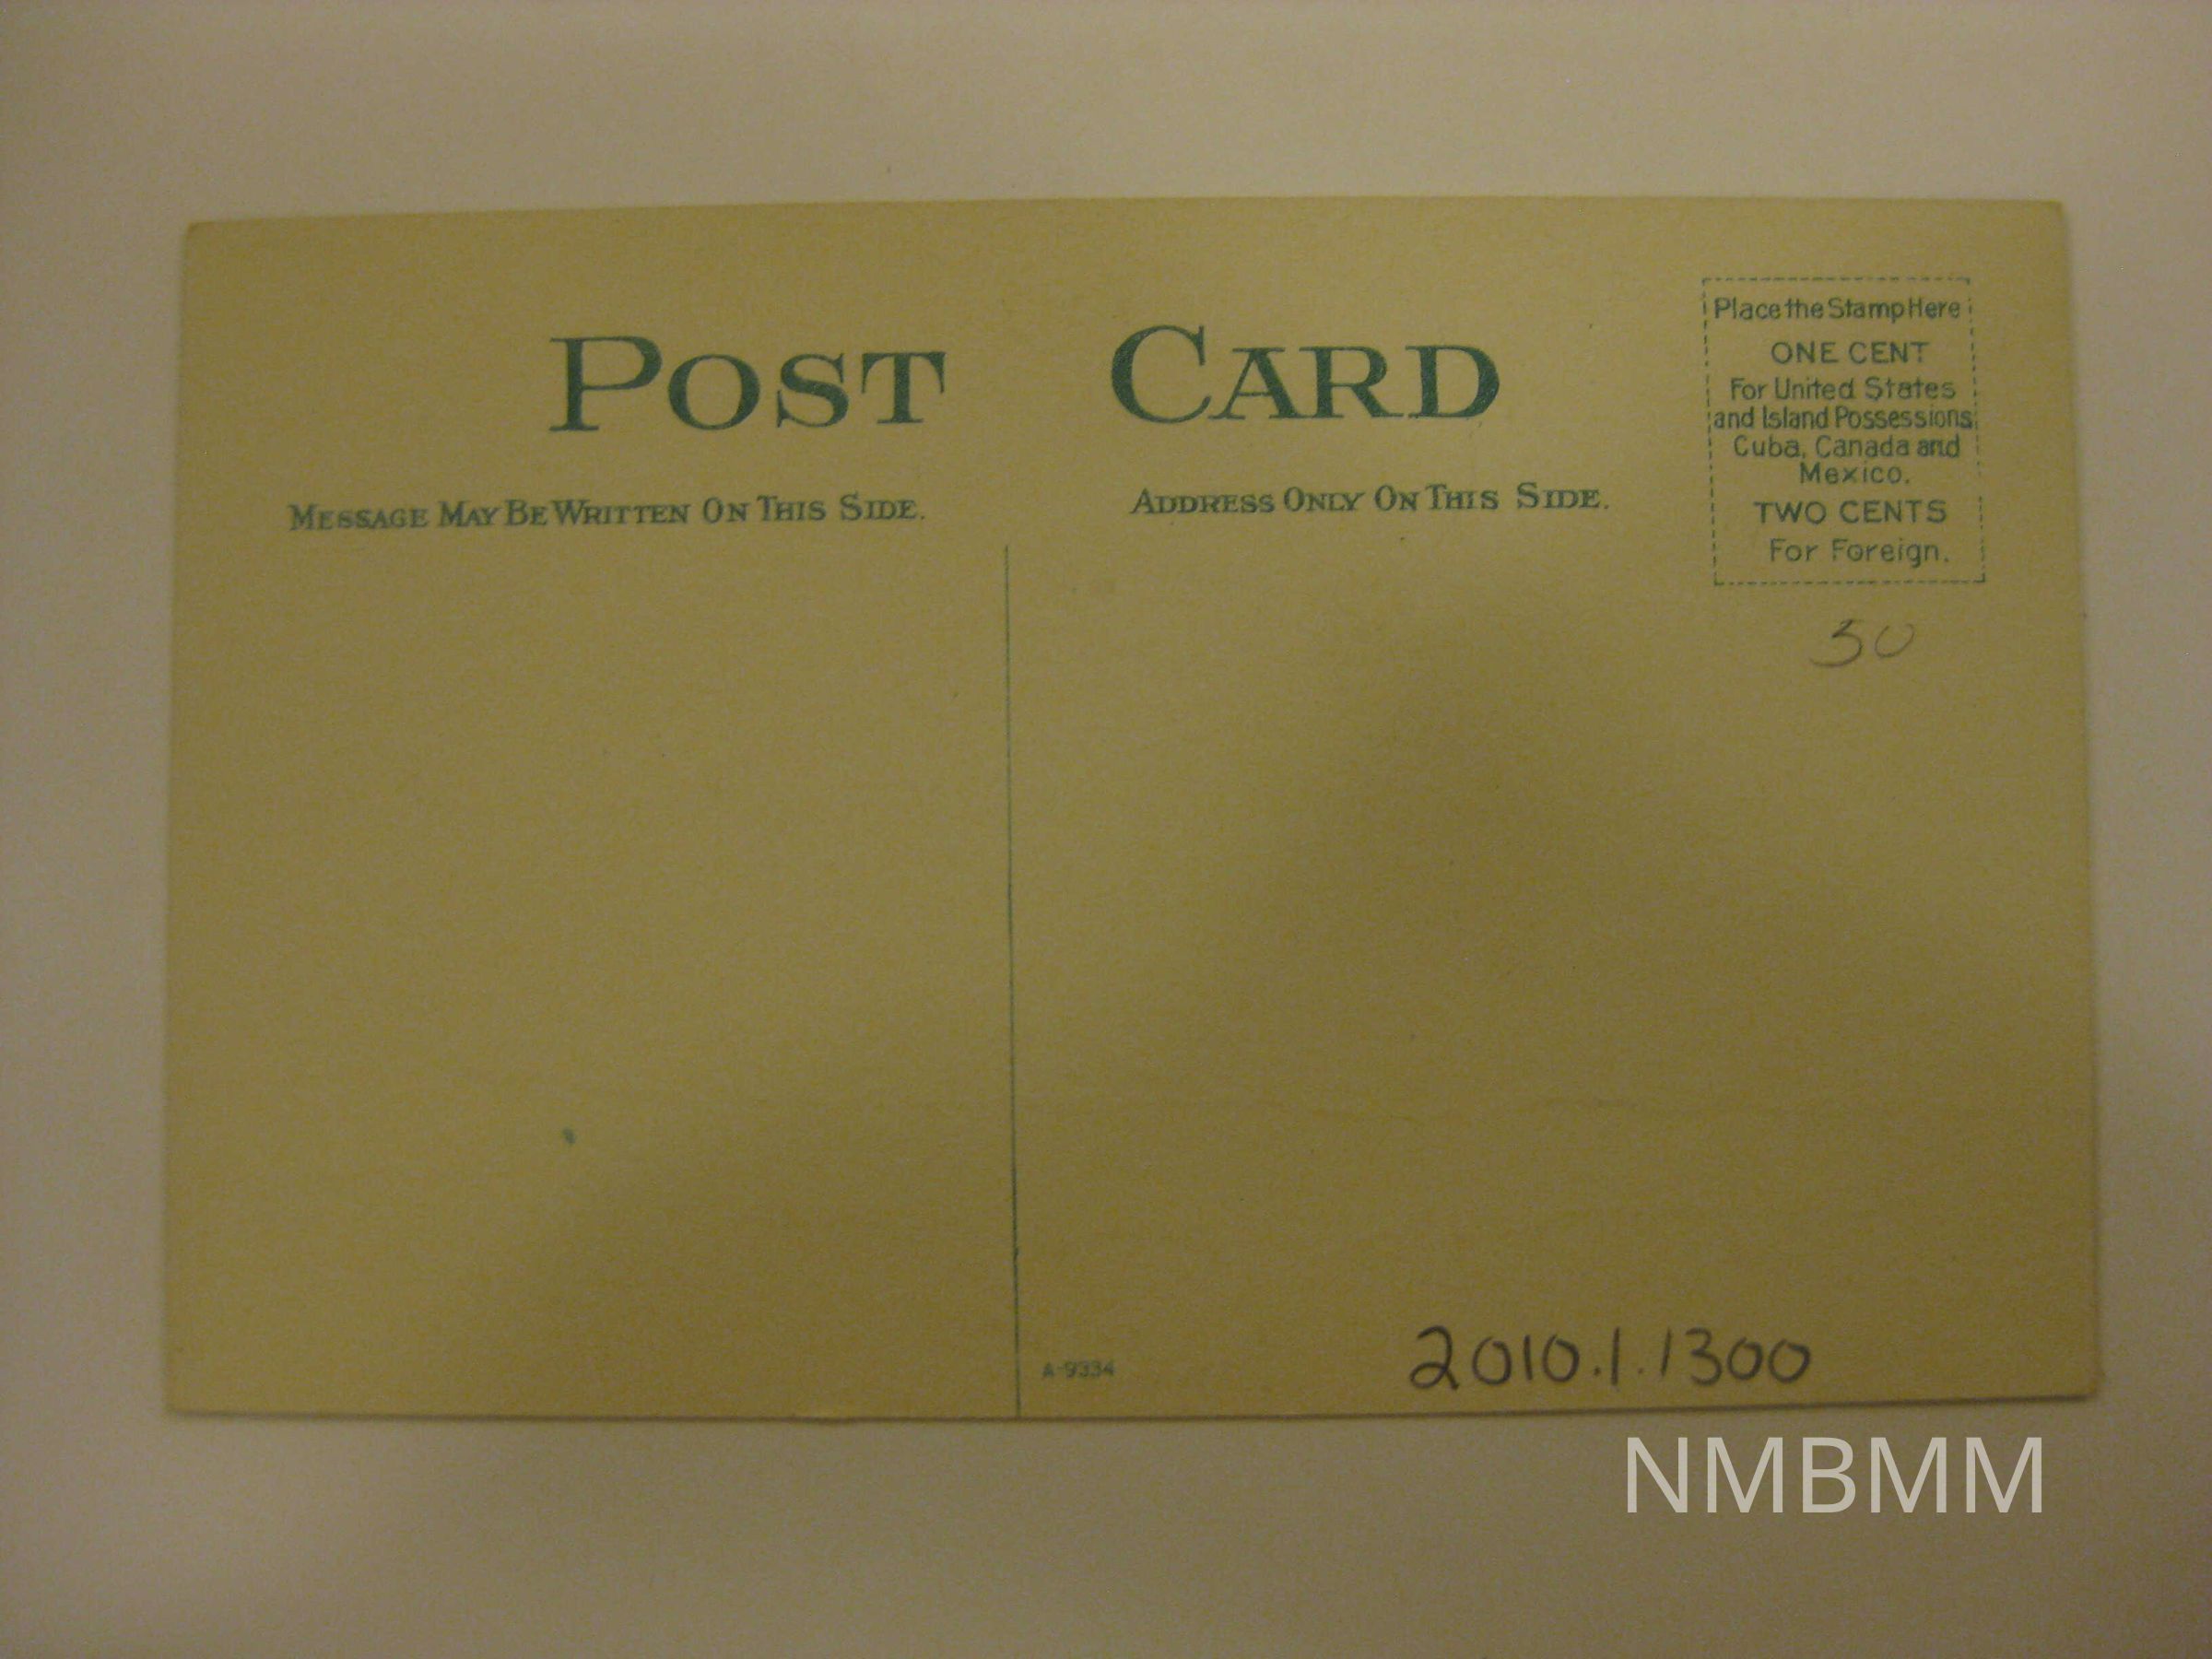 POST CARD
MESSAGE MAY BE WRITTEN ON THIS SIDE.
ADDRESS ONLY ON THIS SIDE.
Place the Stamp Here
ONE CENT
For United States
and Island Possessions
Cuba, Canada and
Mexico.
TWO CENTS
For Foreign.
30
A-9334
2010.1.1300
NMBMM